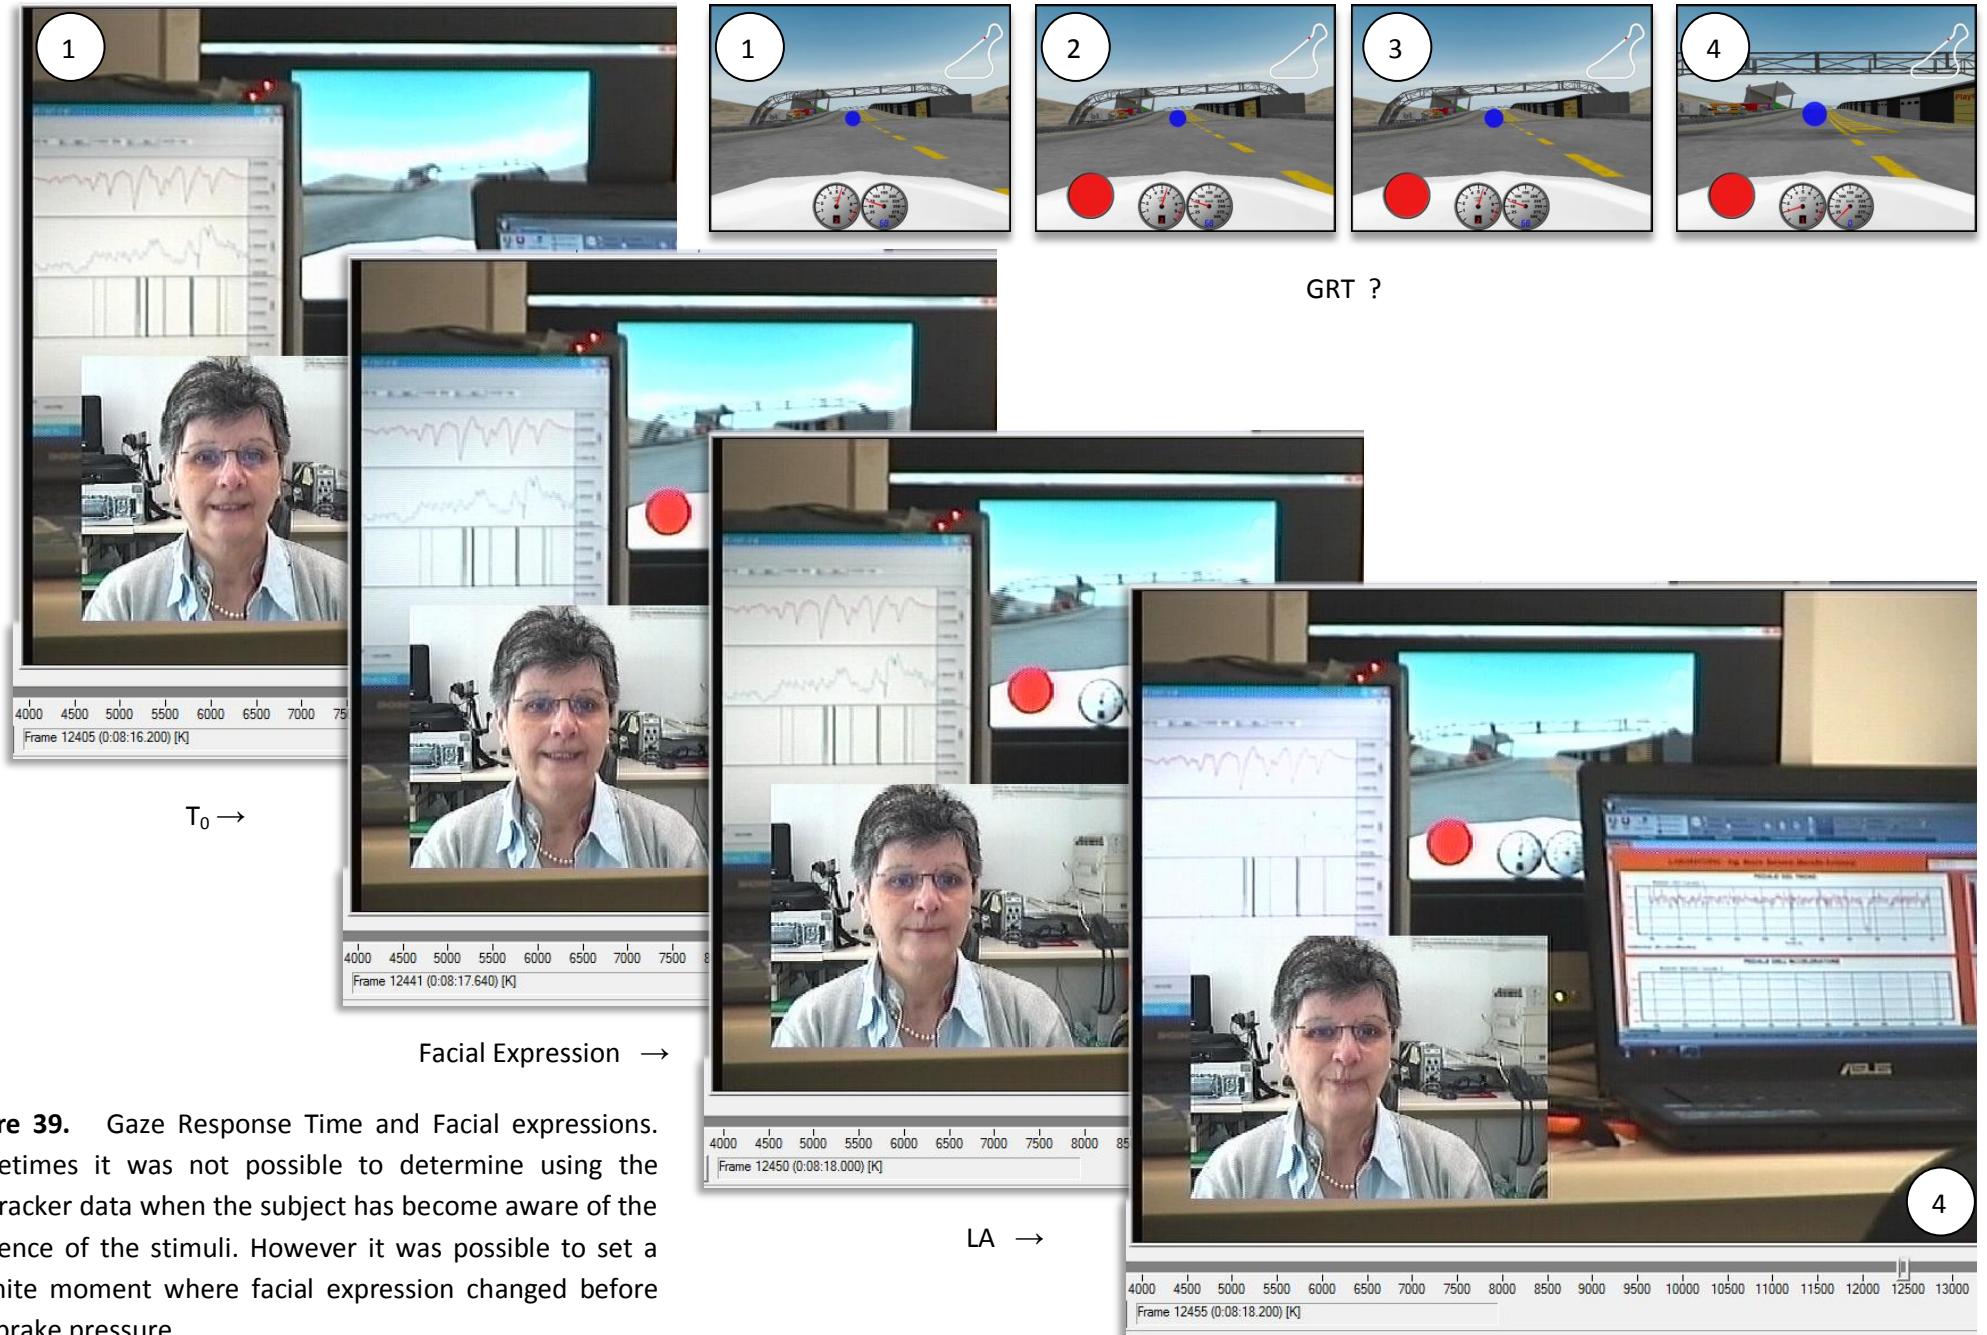 1
1
2
3
4
GRT ?
4000 4500 5000 5500 6000 6500 7000
Frame 12405 (0:08:16.200) [K]
T₀ →
4000 4500 5000 5500 6000 6500 7000 7500
Frame 12441 (0:08:17.640) [K]
Facial Expression →
4000 4500 5000 5500 6000 6500 7000 7500 8000
Frame 12450 (0:08:18.000) [K]
LA →
PEDALE DELL'ACCELERATORE
ASUS
4
4000 4500 5000 5500 6000 6500 7000 7500 8000 8500 9000 9500 10000 10500 11000 11500 12000 12500 13000
Frame 12455 (0:08:18.200) [K]
re 39. Gaze Response Time and Facial expressions.
etimes it was not possible to determine using the
racker data when the subject has become aware of the
ence of the stimuli. However it was possible to set a
nite moment where facial expression changed before
brake pressure